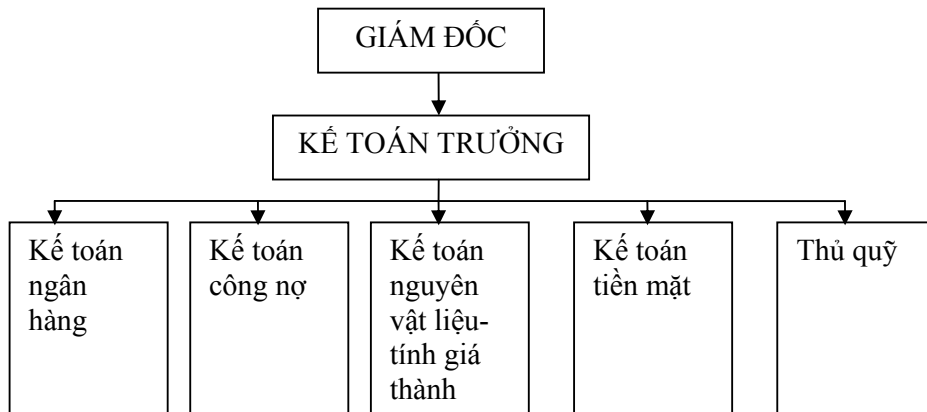 GIÁM ĐỐC
KẾ TOÁN TRƯỞNG
Kế toán
ngân
hàng
Kế toán
công nợ
Kế toán
nguyên
vật liệu-
tính giá
thành
Kế toán
tiền mặt
Thủ quỹ